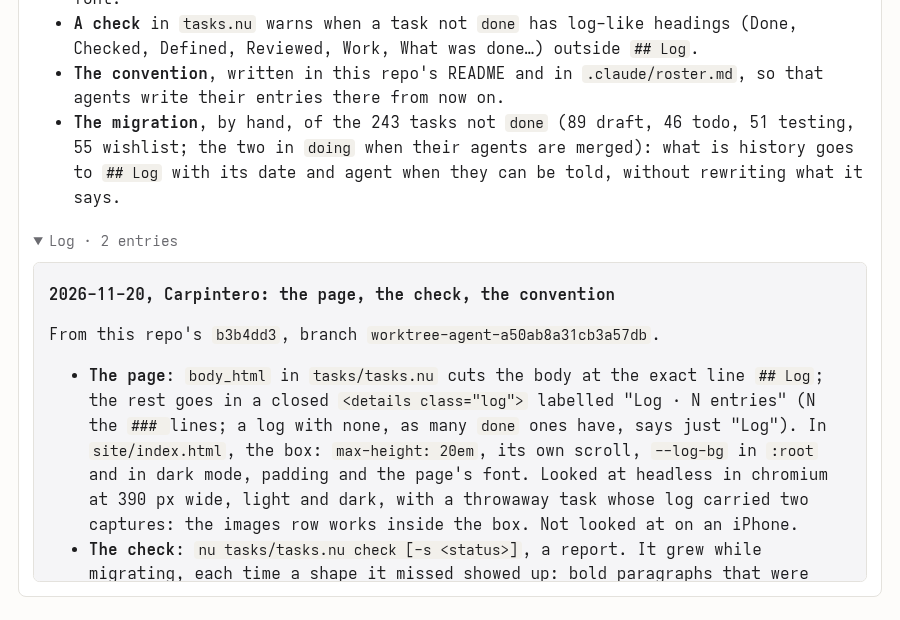 A check in tasks.nu warns when a task not done has log-like headings (Done,
Checked, Defined, Reviewed, Work, What was done…) outside ## Log.
The convention, written in this repo's README and in .claude/roster.md, so that
agents write their entries there from now on.
The migration, by hand, of the 243 tasks not done (89 draft, 46 todo, 51 testing,
55 wishlist; the two in doing when their agents are merged): what is history goes
to ## Log with its date and agent when they can be told, without rewriting what it
says.
▼ Log · 2 entries
2026-11-20, Carpintero: the page, the check, the convention
From this repo's b3b4dd3, branch worktree-agent-a50ab8a31cb3a57db.
The page: body_html in tasks/tasks.nu cuts the body at the exact line ## Log;
the rest goes in a closed <details class="log"> labelled "Log · N entries" (N
the ### lines; a log with none, as many done ones have, says just "Log"). In
site/index.html, the box: max-height: 20em, its own scroll, --log-bg in :root
and in dark mode, padding and the page's font. Looked at headless in chromium
at 390 px wide, light and dark, with a throwaway task whose log carried two
captures: the images row works inside the box. Not looked at on an iPhone.
The check: nu tasks/tasks.nu check [-s <status>], a report. It grew while
migrating, each time a shape it missed showed up: bold paragraphs that were